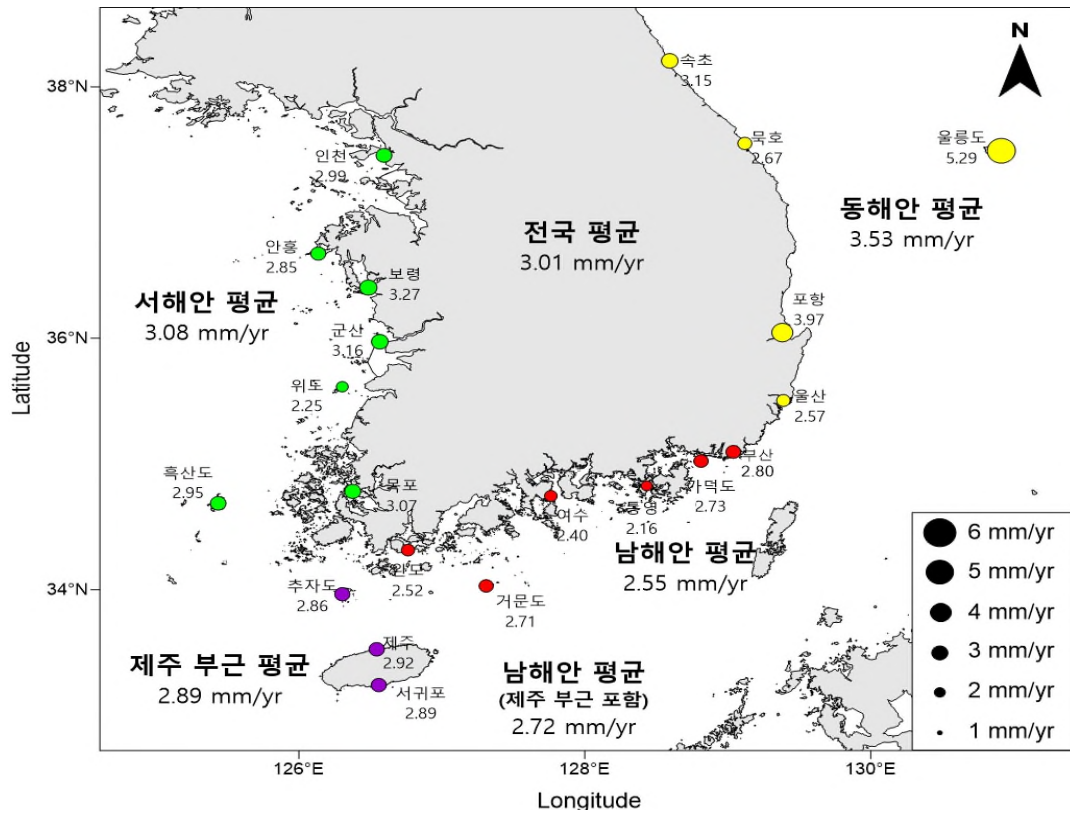 N
38°N
36°N
34°N
Latitude
126°E
128°E
130°E
Longitude
속초
3.15
묵호
2.67
울릉도
5.29
동해안 평균
3.53 mm/yr
인천
2.99
전국 평균
3.01 mm/yr
안흥
2.85
보령
3.27
서해안 평균
3.08 mm/yr
군산
3.16
포항
3.97
위도
2.25
울산
2.57
흑산도
2.95
목포
3.07
부산
2.80
가덕도
2.73
통영
2.16
여수
2.40
남해안 평균
2.55 mm/yr
완도
2.52
추자도
2.86
거문도
2.71
제주 부근 평균
2.89 mm/yr
제주
2.92
서귀포
2.89
남해안 평균
(제주 부근 포함)
2.72 mm/yr
6 mm/yr
5 mm/yr
4 mm/yr
3 mm/yr
2 mm/yr
1 mm/yr